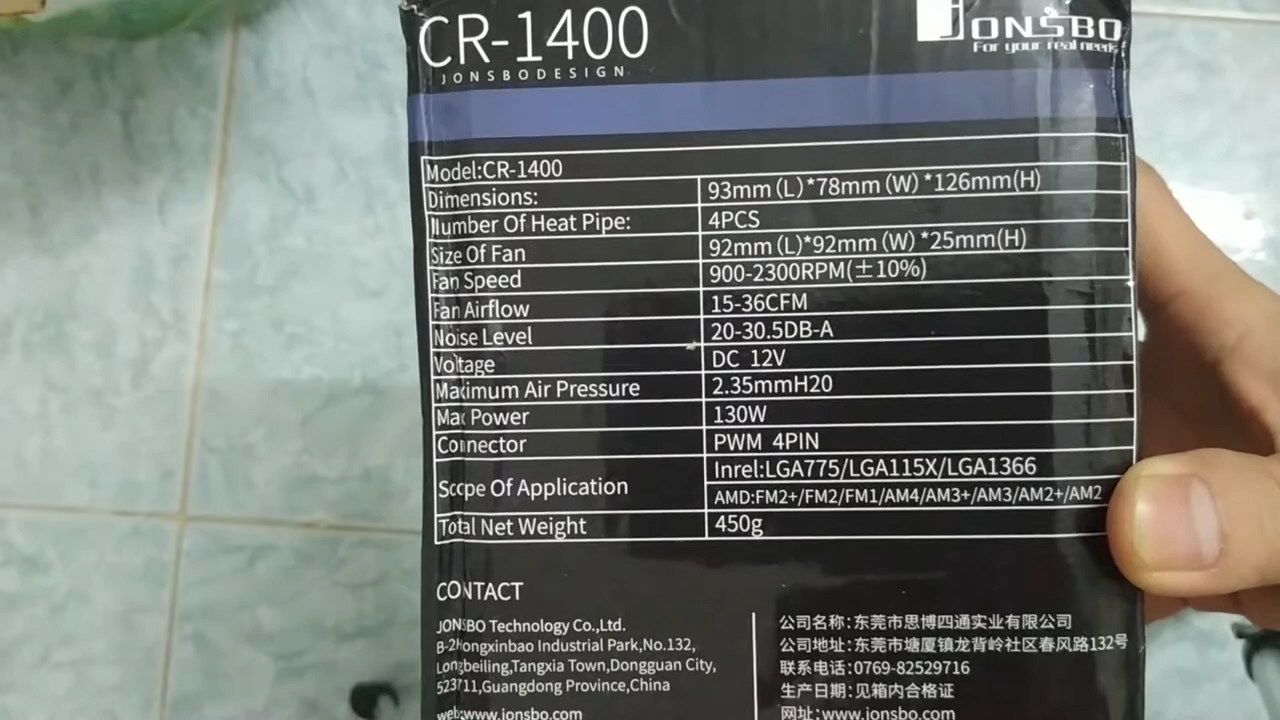 CR-1400
JONSBODESIGN
JONSBO
For your real needs
Model:CR-1400
Dimensions: 93mm (L)*78mm (W) *126mm(H)
Number Of Heat Pipe: 4PCS
Size Of Fan 92mm (L)*92mm (W) *25mm(H)
Fan Speed 900-2300RPM(±10%)
Fan Airflow 15-36CFM
Noise Level 20-30.5DB-A
Voltage DC 12V
Maximum Air Pressure 2.35mmH20
Max Power 130W
Connector PWM 4PIN
Scope Of Application Inrel:LGA775/LGA115X/LGA1366
AMD:FM2+/FM2/FM1/AM4/AM3+/AM3/AM2+/AM2
Total Net Weight 450g
CONTACT
JONSBO Technology Co.,Ltd.
B-2Hongxinbao Industrial Park,No.132,
Longbeiling,Tangxia Town,Dongguan City,
523711,Guangdong Province,China
web:www.jonsbo.com
公司名称:东莞市思博四通实业有限公司
公司地址:东莞市塘厦镇龙背岭社区春风路132号
联系电话:0769-82529716
生产日期:见箱内合格证
网址:www.jonsbo.com